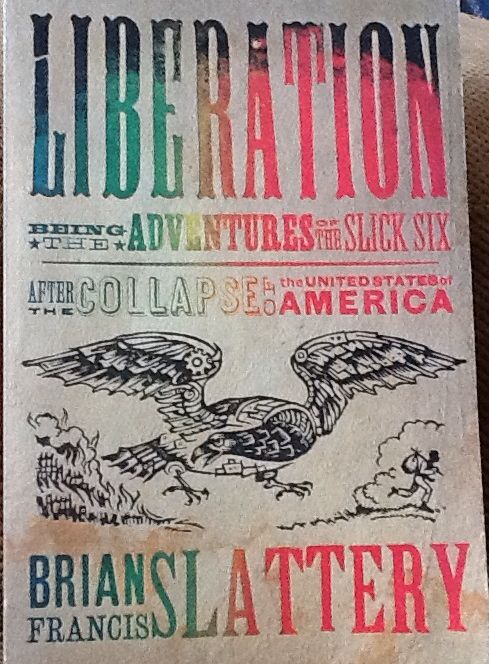 LIBERATION
BEING THE ADVENTURES OF THE SLICK SIX
AFTER THE COLLAPSE OF the UNITED STATES of AMERICA
BRIAN FRANCIS SLATTERY